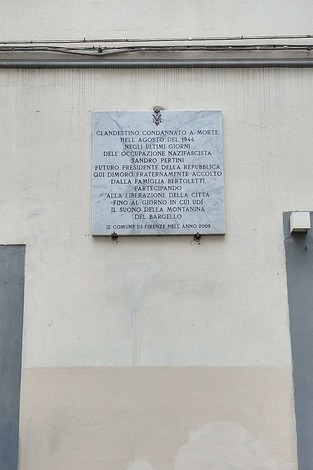 CLANDESTINO, CONDANNATO A MORTE
NELL'AGOSTO DEL 1944
NEGLI ULTIMI GIORNI
DELL'OCCUPAZIONE NAZIFASCISTA
SANDRO PERTINI
FUTURO PRESIDENTE DELLA REPUBBLICA
QUI DIMORÒ FRATERNAMENTE ACCOLTO
DALLA FAMIGLIA BERTOLETTI,
PARTECIPANDO
ALLA LIBERAZIONE DELLA CITTÀ
FINO AL GIORNO IN CUI UDÌ
IL SUONO DELLA MONTANINA
DEL BARGELLO
IL COMUNE DI FIRENZE NELL'ANNO 2009